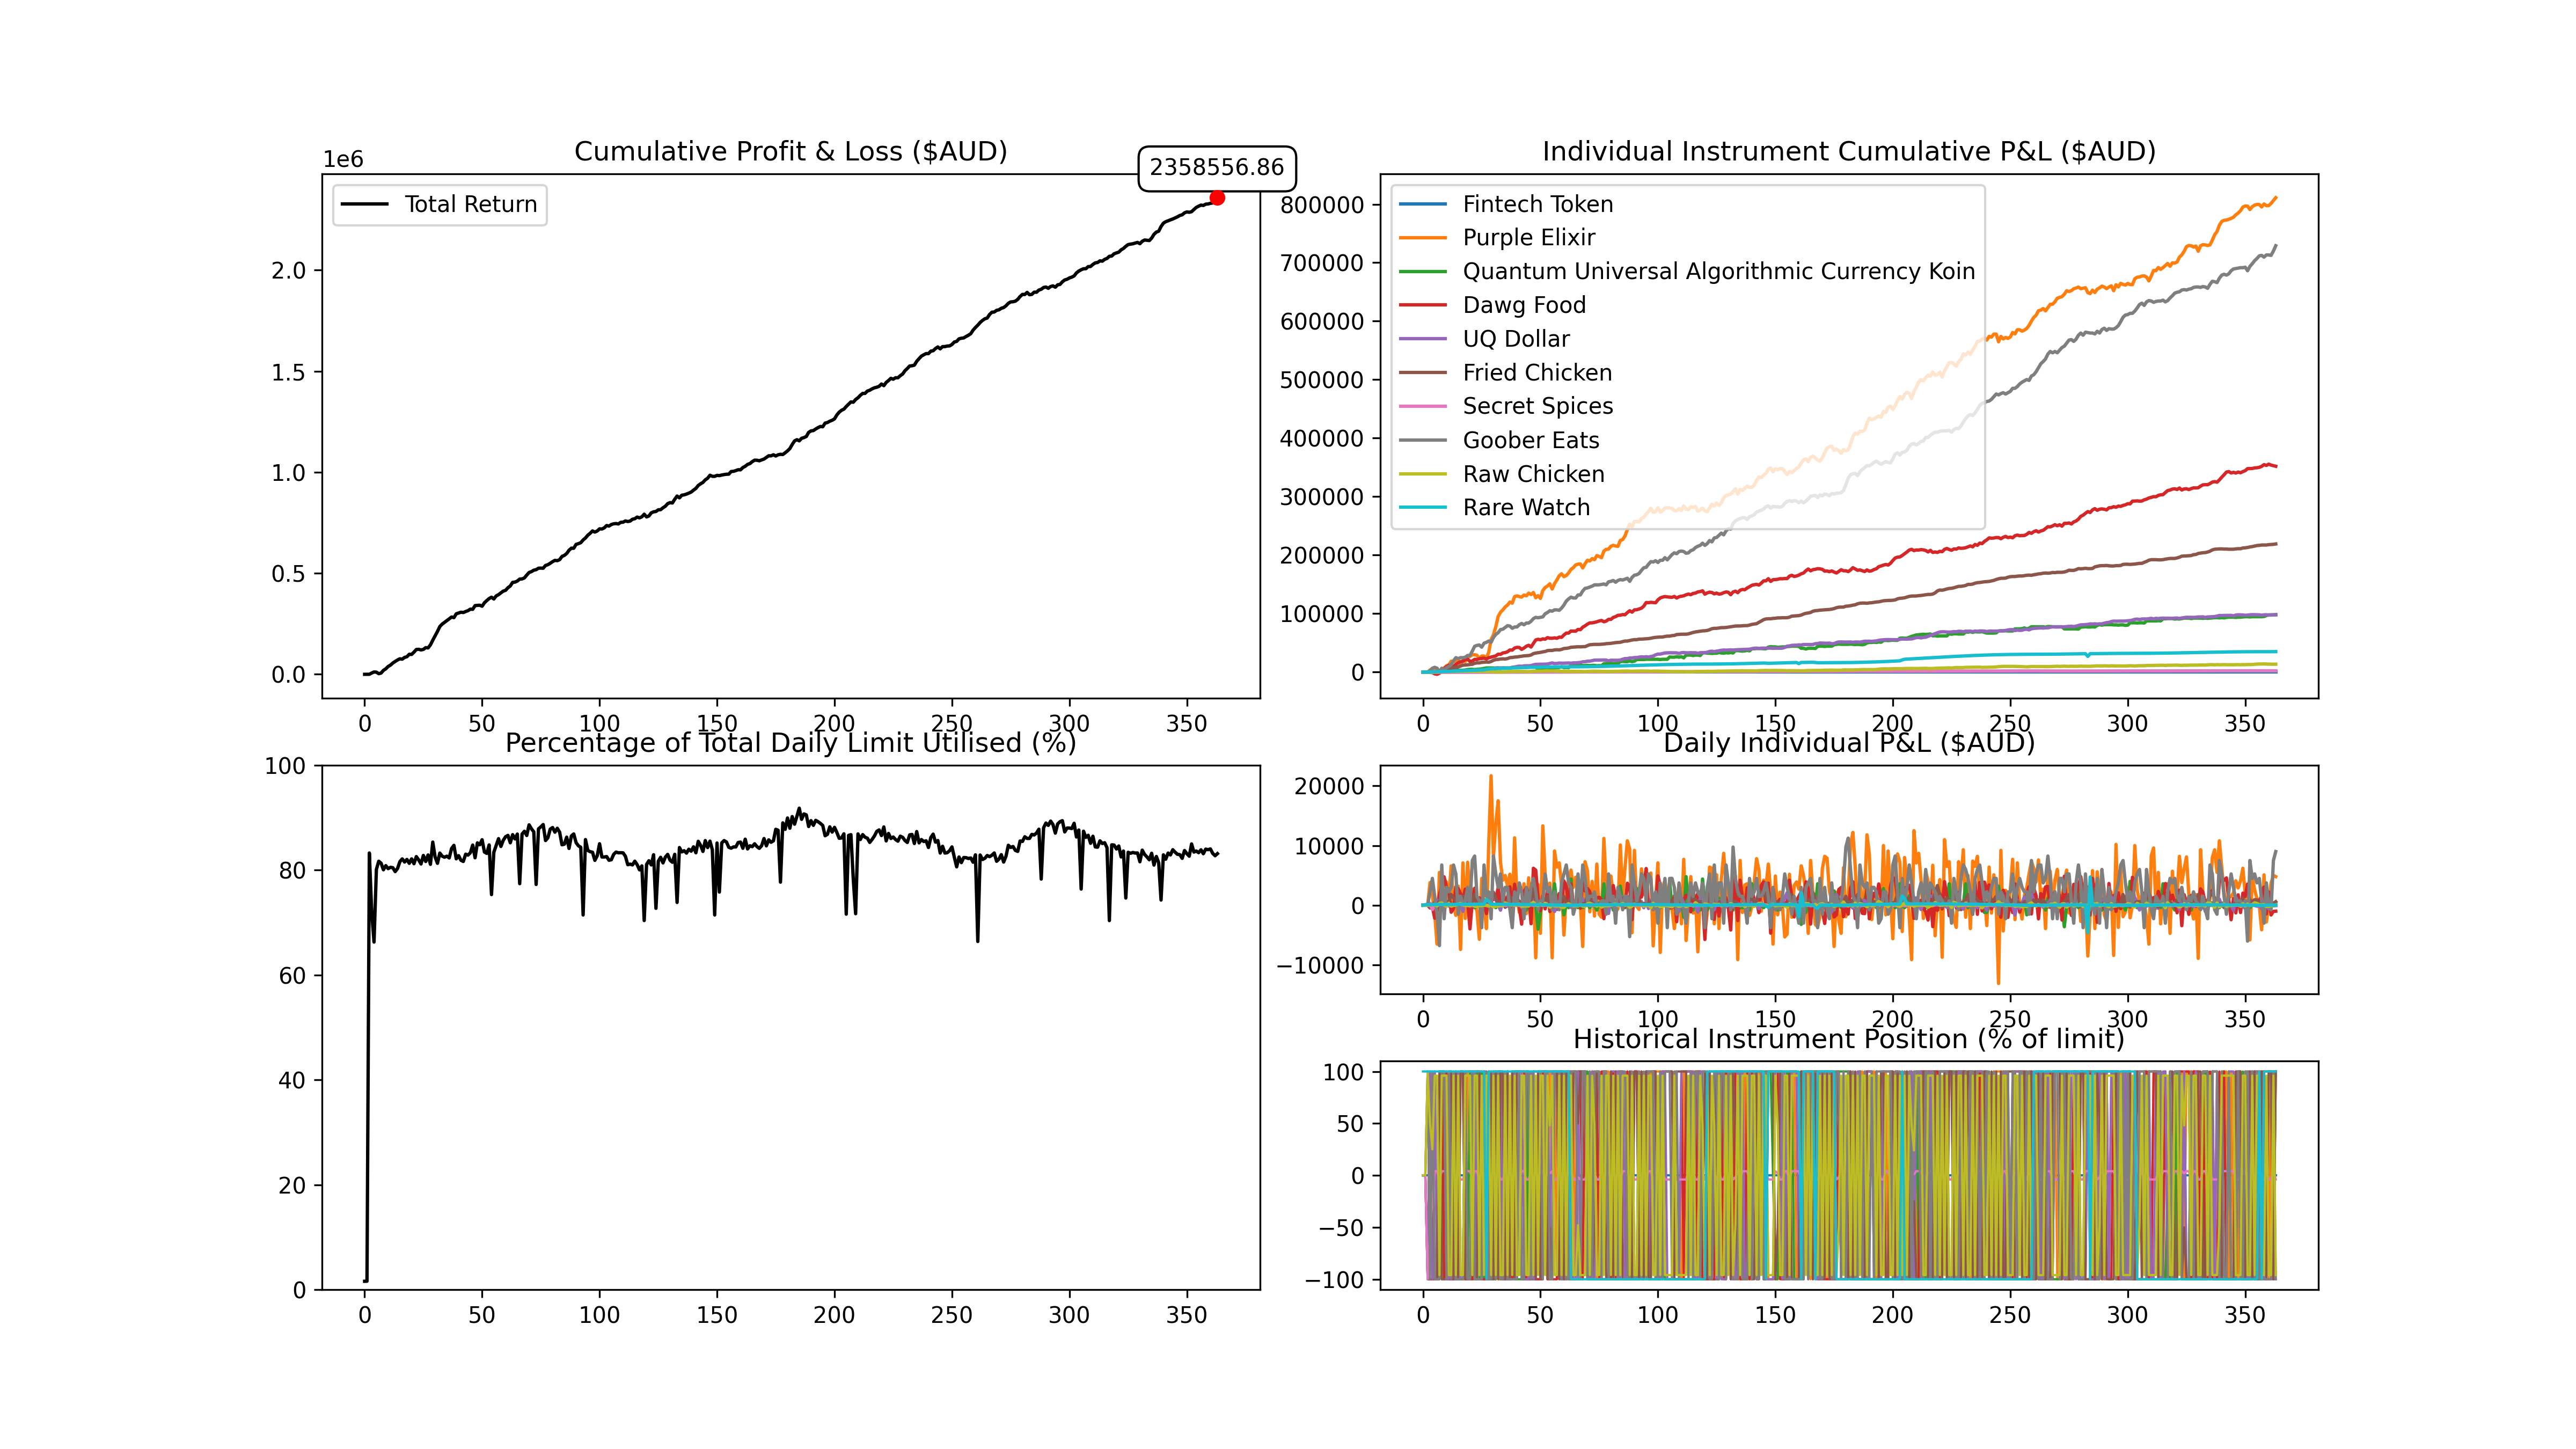 Cumulative Profit & Loss ($AUD)
1e6
2358556.86
Total Return
2.0
1.5
1.0
0.5
0.0
0 50 100 150 200 250 300 350
Individual Instrument Cumulative P&L ($AUD)
Fintech Token
Purple Elixir
Quantum Universal Algorithmic Currency Koin
Dawg Food
UQ Dollar
Fried Chicken
Secret Spices
Goober Eats
Raw Chicken
Rare Watch
800000
700000
600000
500000
400000
300000
200000
100000
0
0 50 100 150 200 250 300 350
Percentage of Total Daily Limit Utilised (%)
100
80
60
40
20
0
0 50 100 150 200 250 300 350
Daily Individual P&L ($AUD)
20000
10000
0
−10000
0 50 100 150 200 250 300 350
Historical Instrument Position (% of limit)
100
50
0
−50
−100
0 50 100 150 200 250 300 350